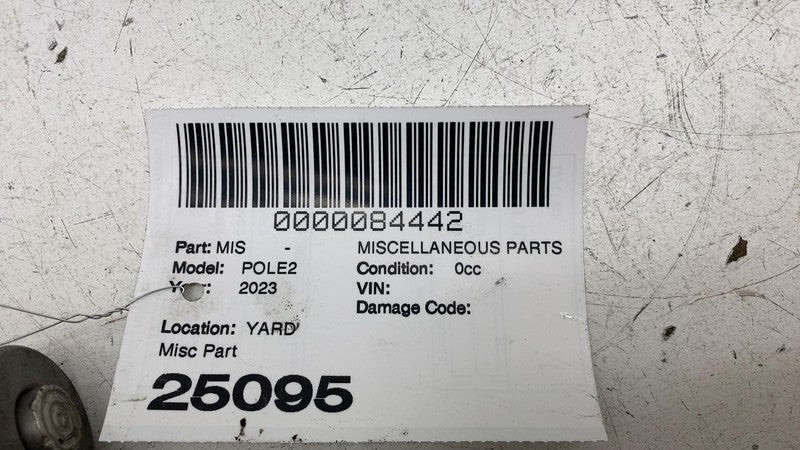 0000084442
Part: MIS - MISCELLANEOUS PARTS
Model: POLE2 Condition: 0cc
2023 VIN:
Damage Code:
Location: YARD
Misc Part
25095